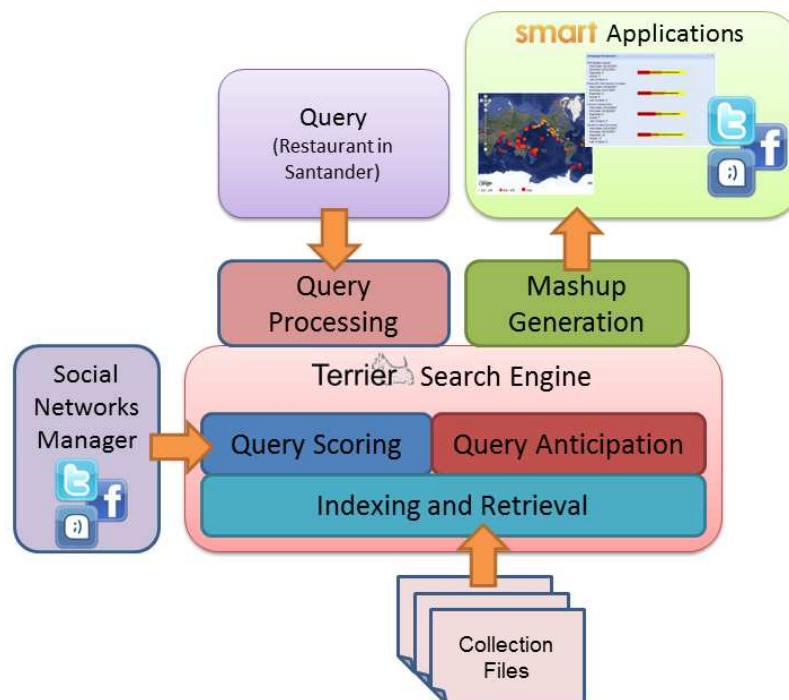 smart Applications
Query
(Restaurant in
Santander)
Query
Processing
Mashup
Generation
Social
Networks
Manager
Terrier Search Engine
Query Scoring
Query Anticipation
Indexing and Retrieval
Collection
Files